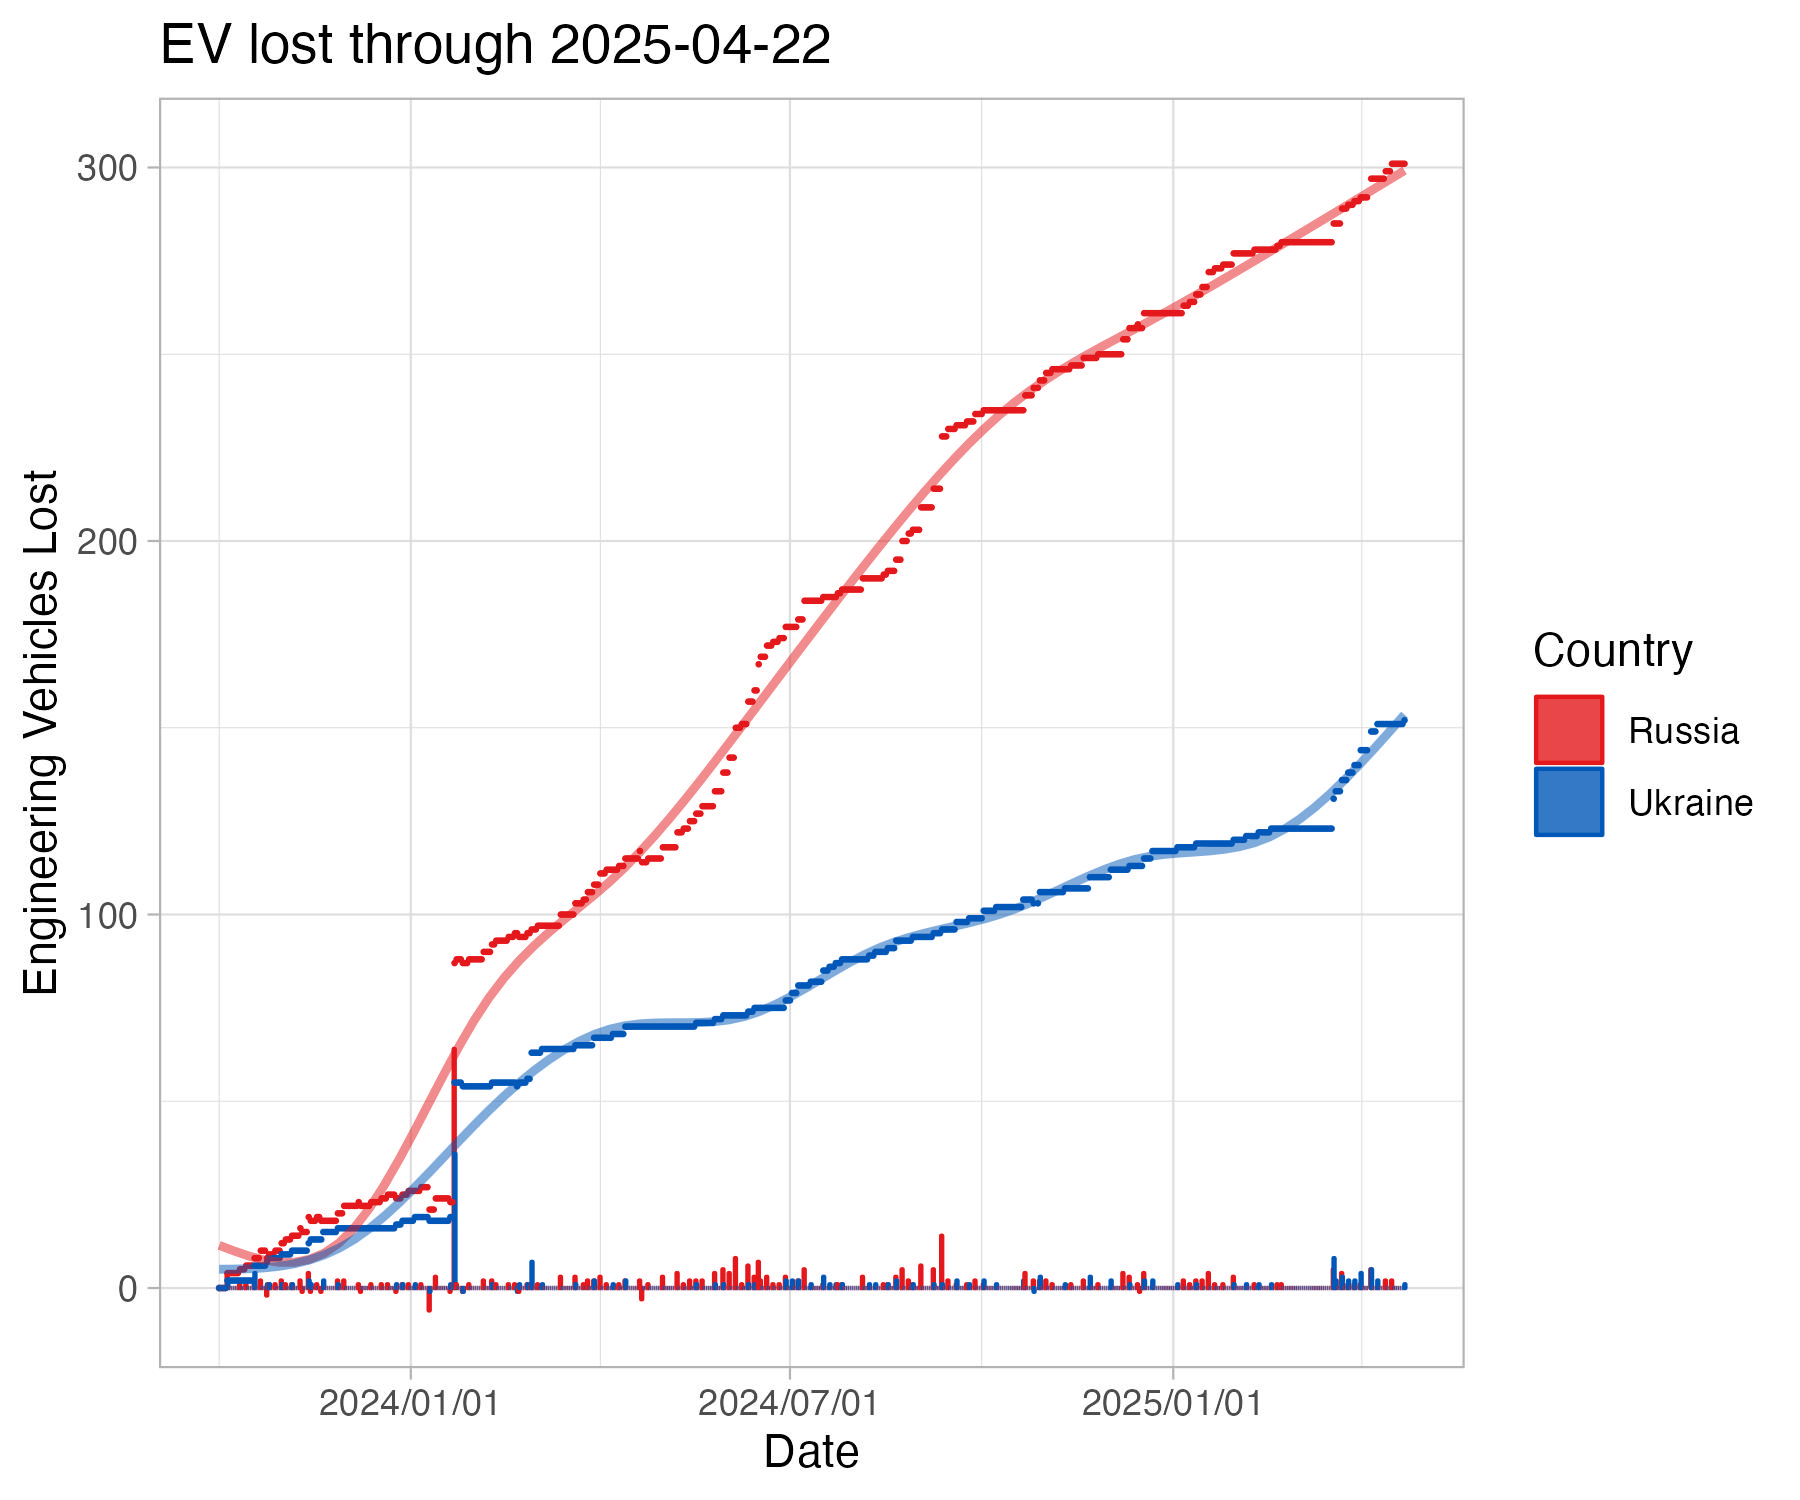 EV lost through 2025-04-22
Engineering Vehicles Lost
300
200
100
0
2024/01/01
2024/07/01
2025/01/01
Date
Country
Russia
Ukraine